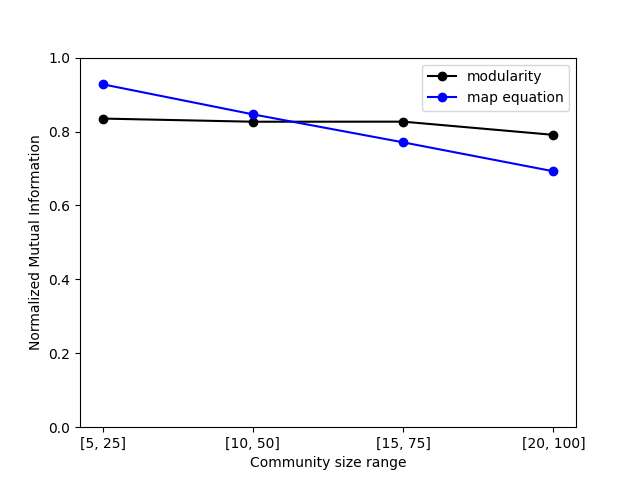 modularity
map equation
Normalized Mutual Information
1.0
0.8
0.6
0.4
0.2
0.0
[5, 25]
[10, 50]
[15, 75]
[20, 100]
Community size range